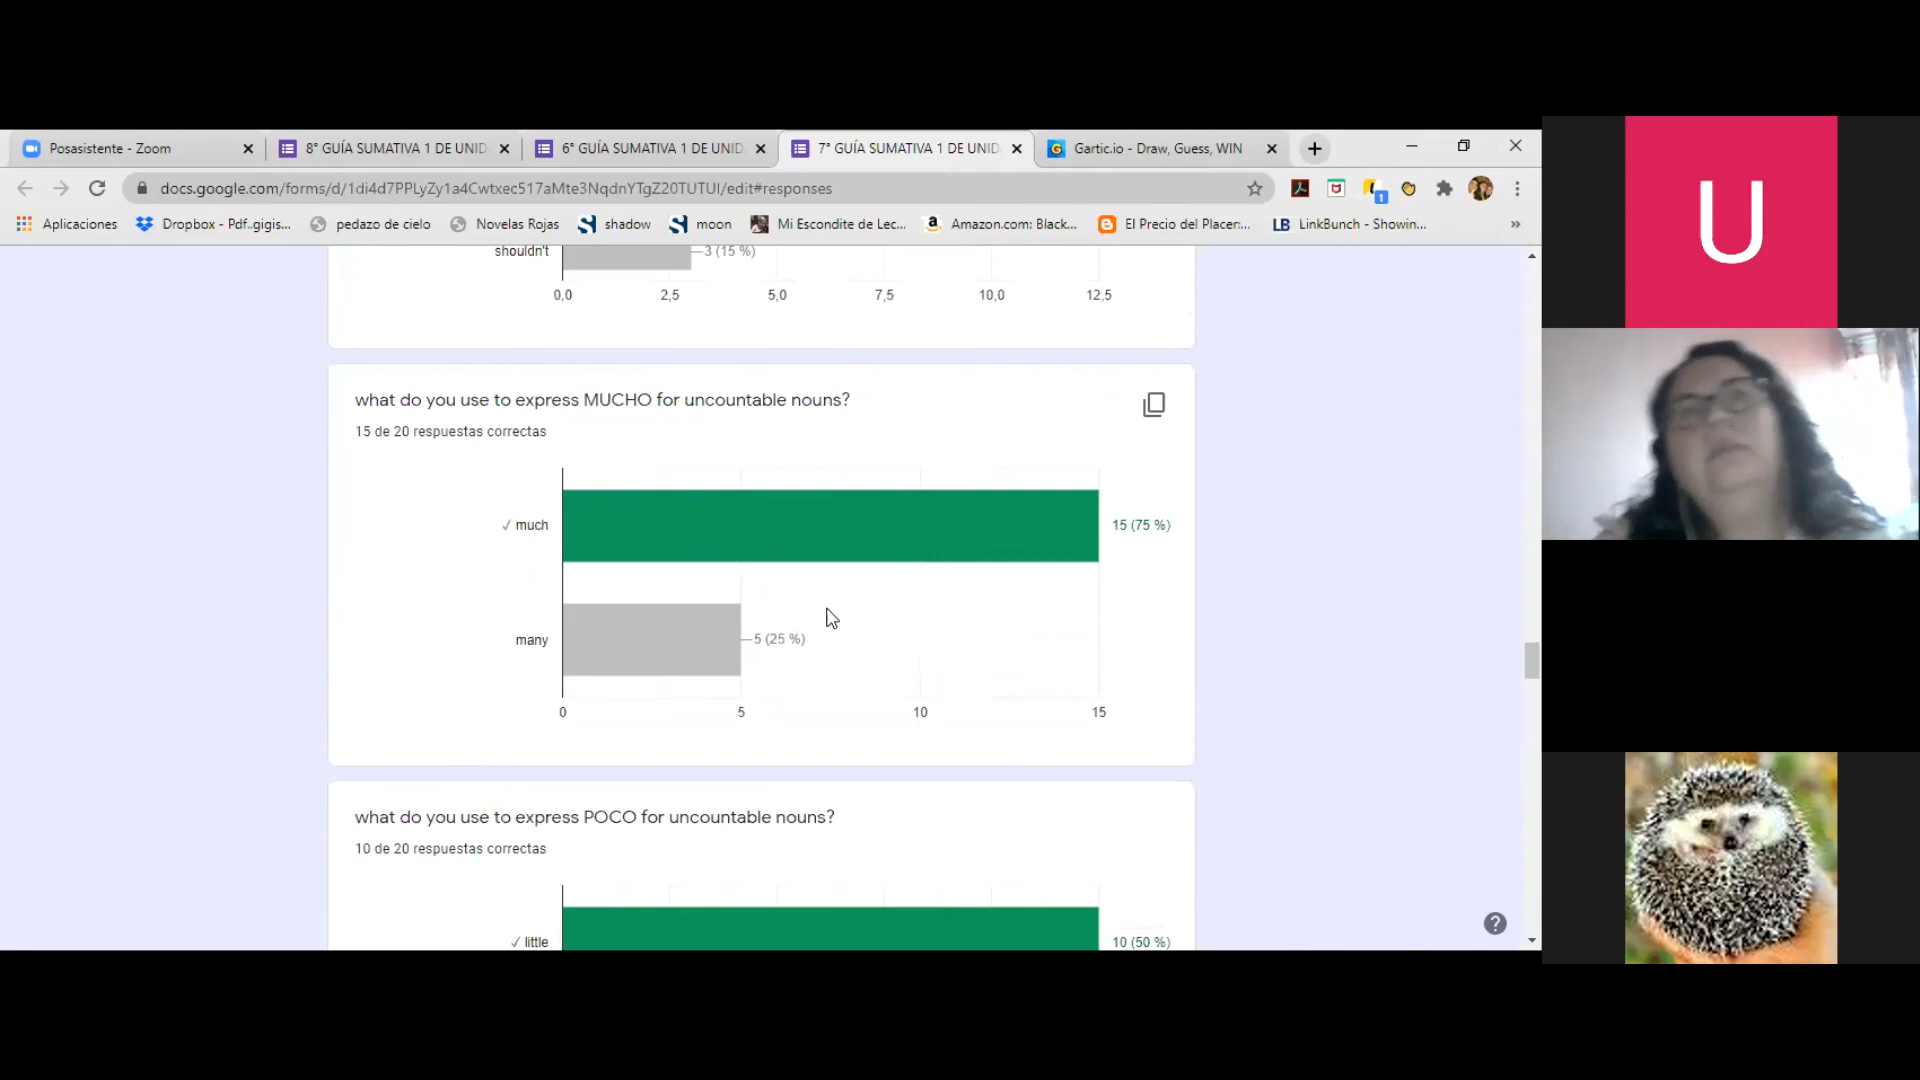 Posasistente - Zoom
8° GUÍA SUMATIVA 1 DE UNID
6° GUÍA SUMATIVA 1 DE UNID
7° GUÍA SUMATIVA 1 DE UNID
Gartic.io - Draw, Guess, WIN
docs.google.com/forms/d/1di4d7PPLyZy1a4Cwtxec517aMte3NqdnYTgZ20TUTUI/edit#responses
1
Aplicaciones
Dropbox - Pdf..gigis...
pedazo de cielo
Novelas Rojas
shadow
moon
Mi Escondite de Lec...
Amazon.com: Black...
El Precio del Placer:...
LB LinkBunch - Showin...
U
shouldn't
3 (15 %)
0,0 2,5 5,0 7,5 10,0 12,5
what do you use to express MUCHO for uncountable nouns?
15 de 20 respuestas correctas
✓ much
15 (75 %)
many
5 (25 %)
0 5 10 15
what do you use to express POCO for uncountable nouns?
10 de 20 respuestas correctas
✓ little
10 (50 %)